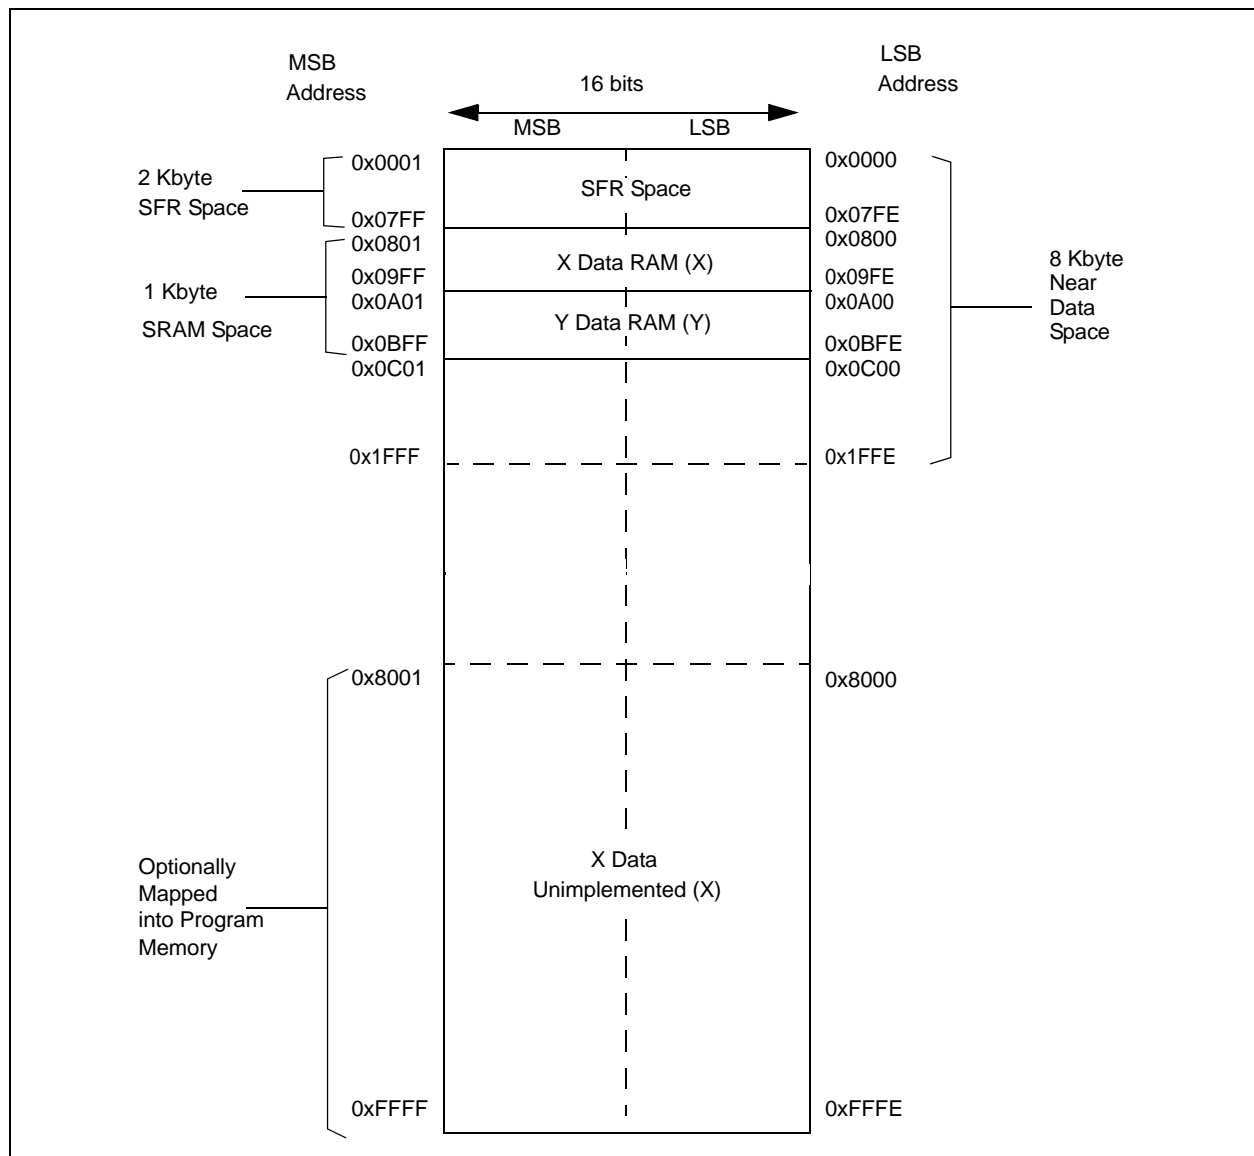 MSB
Address
LSB
Address
16 bits
MSB
LSB
0x0001
0x0000
2 Kbyte
SFR Space
SFR Space
0x07FF
0x07FE
0x0801
0x0800
X Data RAM (X)
8 Kbyte
Near
Data
Space
0x09FF
0x09FE
1 Kbyte
SRAM Space
0x0A01
0x0A00
Y Data RAM (Y)
0x0BFF
0x0BFE
0x0C01
0x0C00
0x1FFF
0x1FFE
0x8001
0x8000
Optionally
Mapped
into Program
Memory
X Data
Unimplemented (X)
0xFFFF
0xFFFE